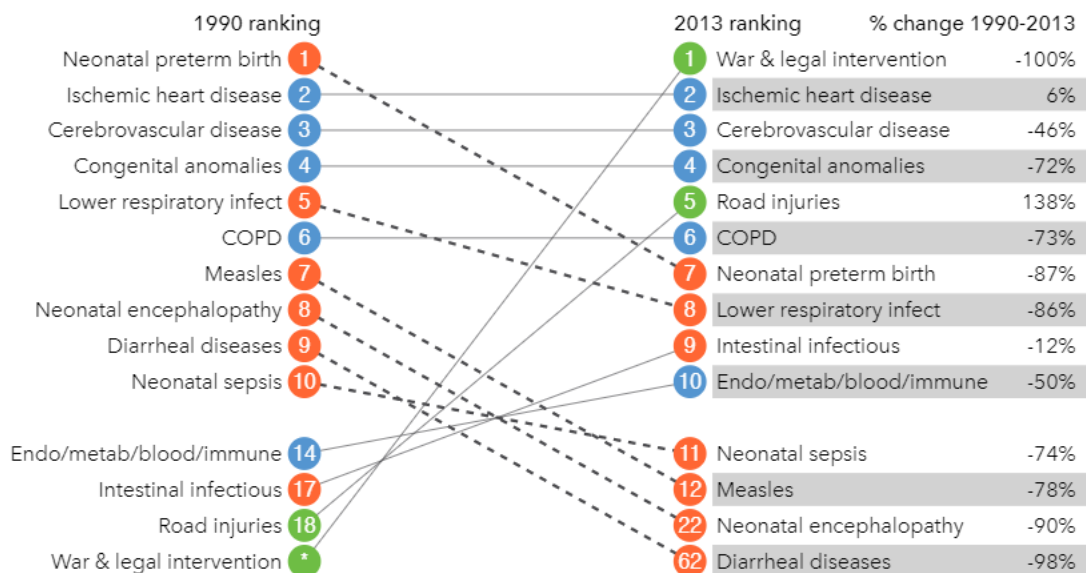 1990 ranking 2013 ranking % change 1990-2013
Neonatal preterm birth 1 1 War & legal intervention -100%
Ischemic heart disease 2 2 Ischemic heart disease 6%
Cerebrovascular disease 3 3 Cerebrovascular disease -46%
Congenital anomalies 4 4 Congenital anomalies -72%
Lower respiratory infect 5 5 Road injuries 138%
COPD 6 6 COPD -73%
Measles 7 7 Neonatal preterm birth -87%
Neonatal encephalopathy 8 8 Lower respiratory infect -86%
Diarrheal diseases 9 9 Intestinal infectious -12%
Neonatal sepsis 10 10 Endo/metab/blood/immune -50%
Endo/metab/blood/immune 14 11 Neonatal sepsis -74%
Intestinal infectious 17 12 Measles -78%
Road injuries 18 22 Neonatal encephalopathy -90%
War & legal intervention * 62 Diarrheal diseases -98%